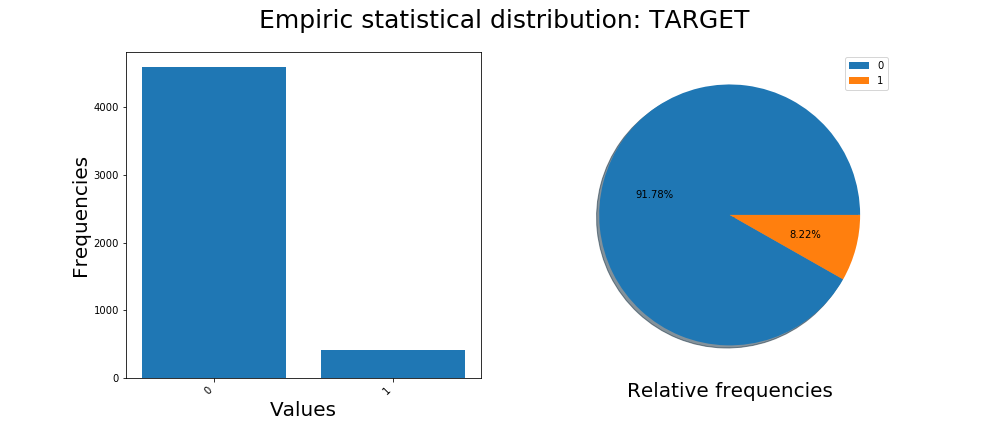 Empiric statistical distribution: TARGET
Frequencies
4000
3000
2000
1000
0
0
1
Values
0
1
91.78%
8.22%
Relative frequencies